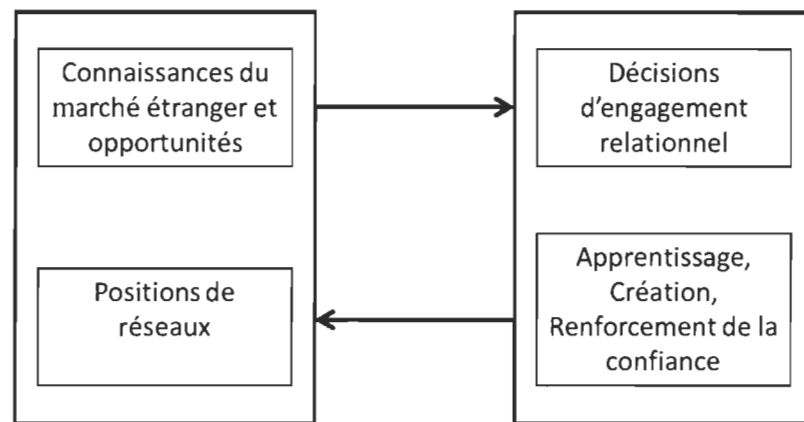 Connaissances du
marché étranger et
opportunités
Décisions
d'engagement
relationnel
Positions de
réseaux
Apprentissage,
Création,
Renforcement de la
confiance